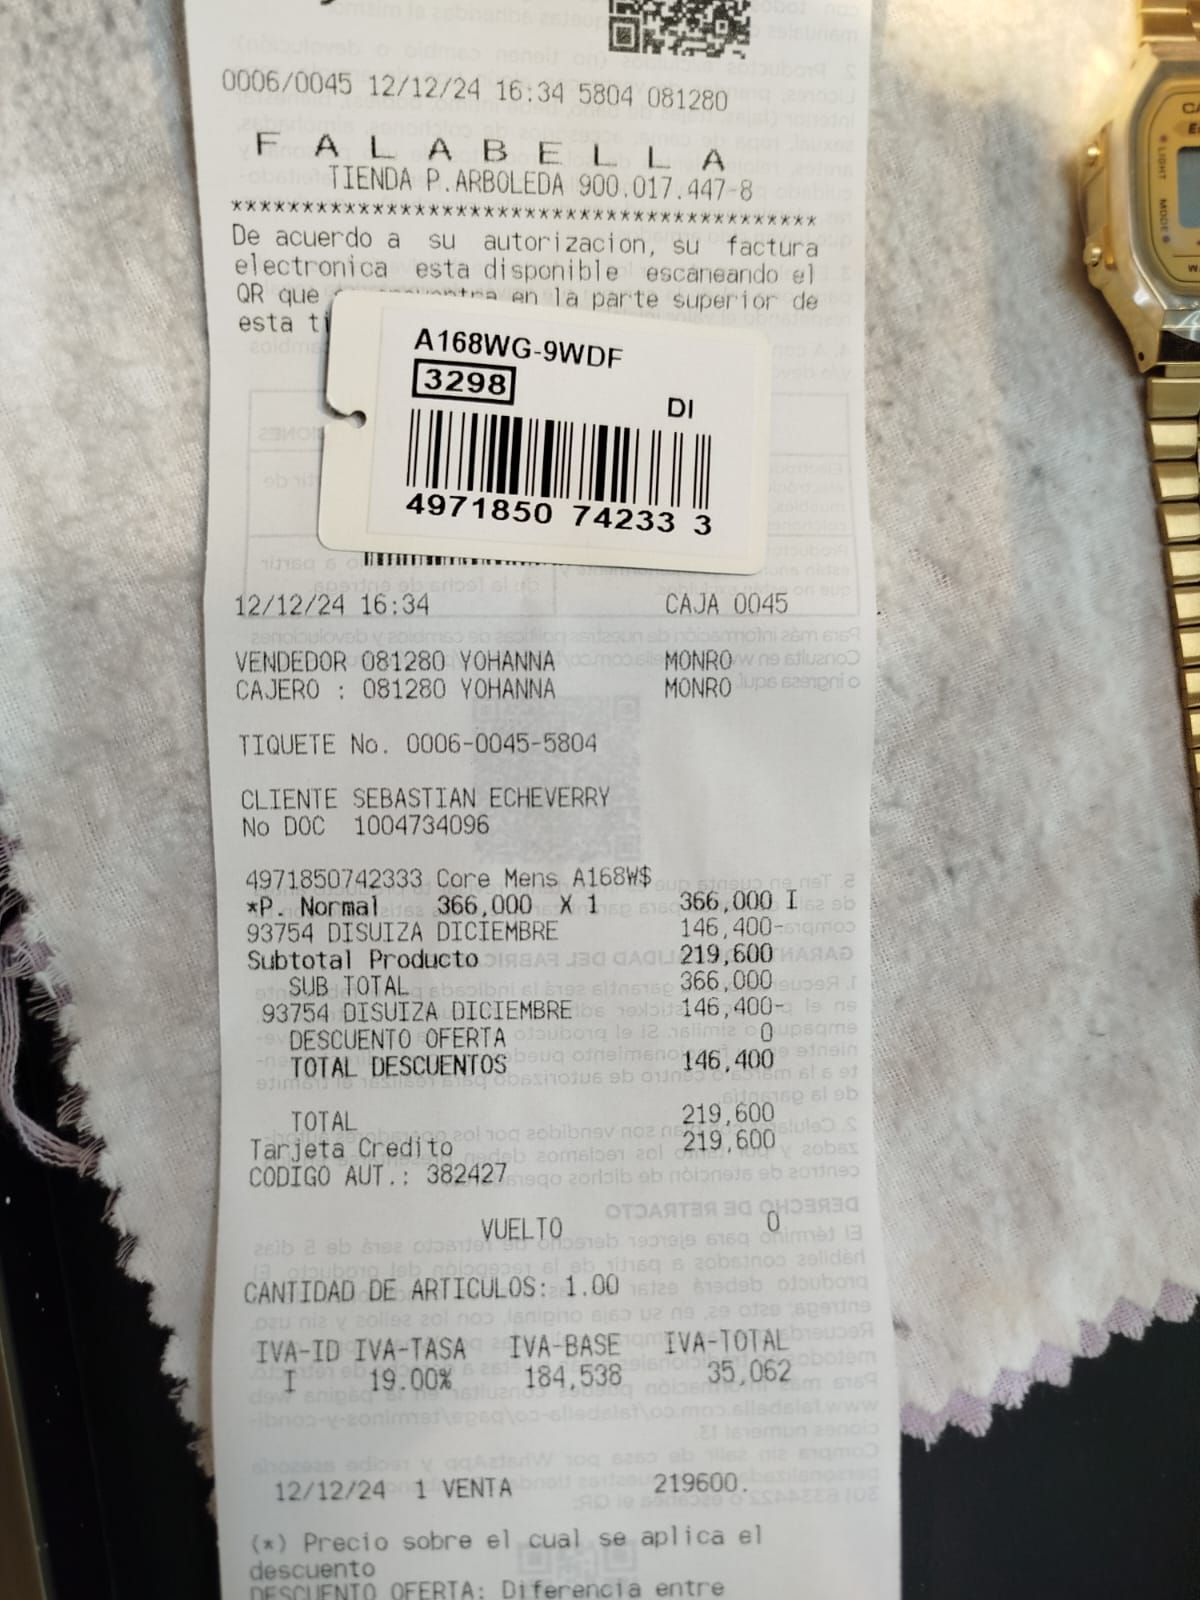 0006/0045 12/12/24 16:34 5804 081280
F A L A B E L L A
TIENDA P.ARBOLEDA 900.017.447-8
*****************************************
De acuerdo a su autorizacion, su factura
electronica esta disponible escaneando el
QR que en la parte superior de
esta
A168WG-9WDF
3298
DI
4971850 74233 3
12/12/24 16:34 CAJA 0045
VENDEDOR 081280 YOHANNA MONRO
CAJERO : 081280 YOHANNA MONRO
TIQUETE No. 0006-0045-5804
CLIENTE SEBASTIAN ECHEVERRY
No DOC 1004734096
4971850742333 Core Mens A168W$
*P. Normal 366,000 X 1 366,000 I
93754 DISUIZA DICIEMBRE 146,400-
Subtotal Producto 219,600
SUB TOTAL 366,000
93754 DISUIZA DICIEMBRE 146,400-
DESCUENTO OFERTA 0
TOTAL DESCUENTOS 146,400
TOTAL 219,600
Tarjeta Credito 219,600
CODIGO AUT.: 382427
VUELTO 0
CANTIDAD DE ARTICULOS: 1.00
IVA-ID IVA-TASA IVA-BASE IVA-TOTAL
I 19.00% 184,538 35,062
12/12/24 1 VENTA 219600.
(*) Precio sobre el cual se aplica el
descuento
DESCUENTO OFERTA: Diferencia entre
LIGHT
MODE